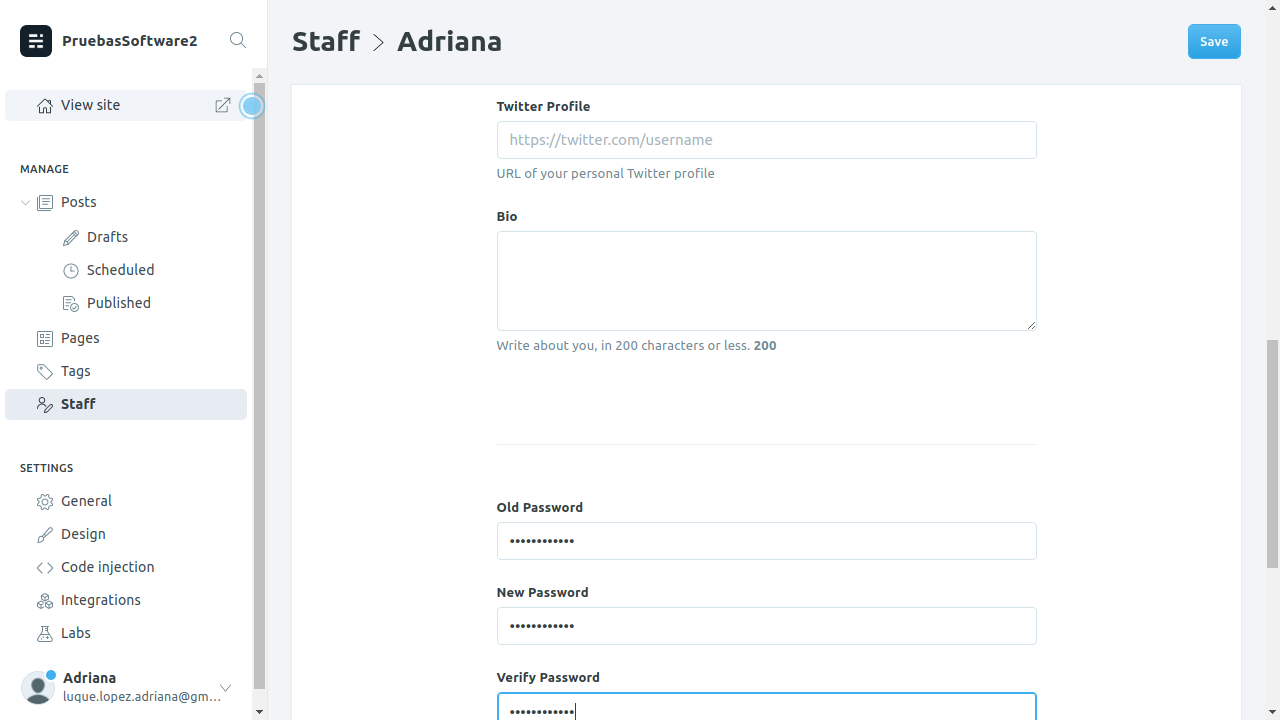 PruebasSoftware2
View site
MANAGE
Posts
Drafts
Scheduled
Published
Pages
Tags
Staff
SETTINGS
General
Design
Code injection
Integrations
Labs
Adriana
luque.lopez.adriana@gm...
Staff > Adriana
Save
Twitter Profile
https://twitter.com/username
URL of your personal Twitter profile
Bio
Write about you, in 200 characters or less. 200
Old Password
••••••••••••
New Password
••••••••••••
Verify Password
••••••••••••